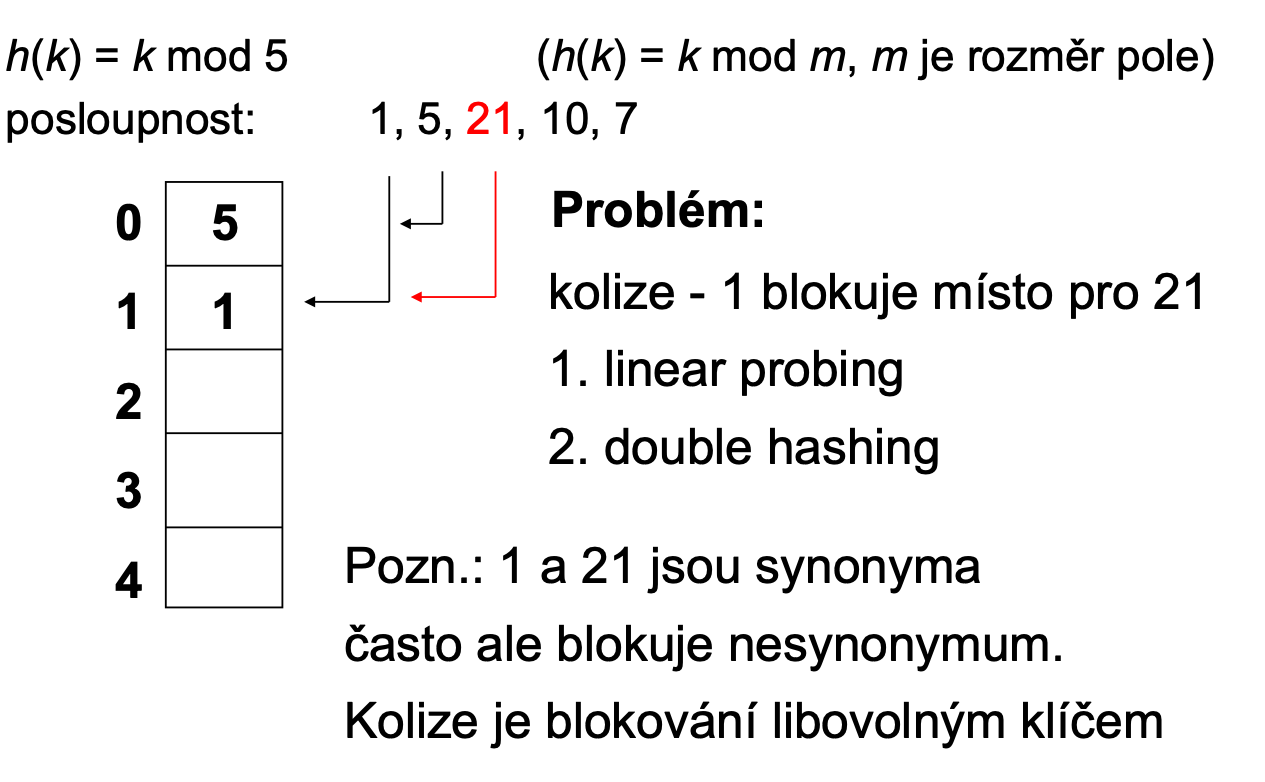 h(k) = k mod 5 (h(k) = k mod m, m je rozměr pole)
posloupnost: 1, 5, 21, 10, 7
0 5
Problém:
1 1
kolize - 1 blokuje místo pro 21
1. linear probing
2
2. double hashing
3
4
Pozn.: 1 a 21 jsou synonyma
často ale blokuje nesynonymum.
Kolize je blokování libovolným klíčem